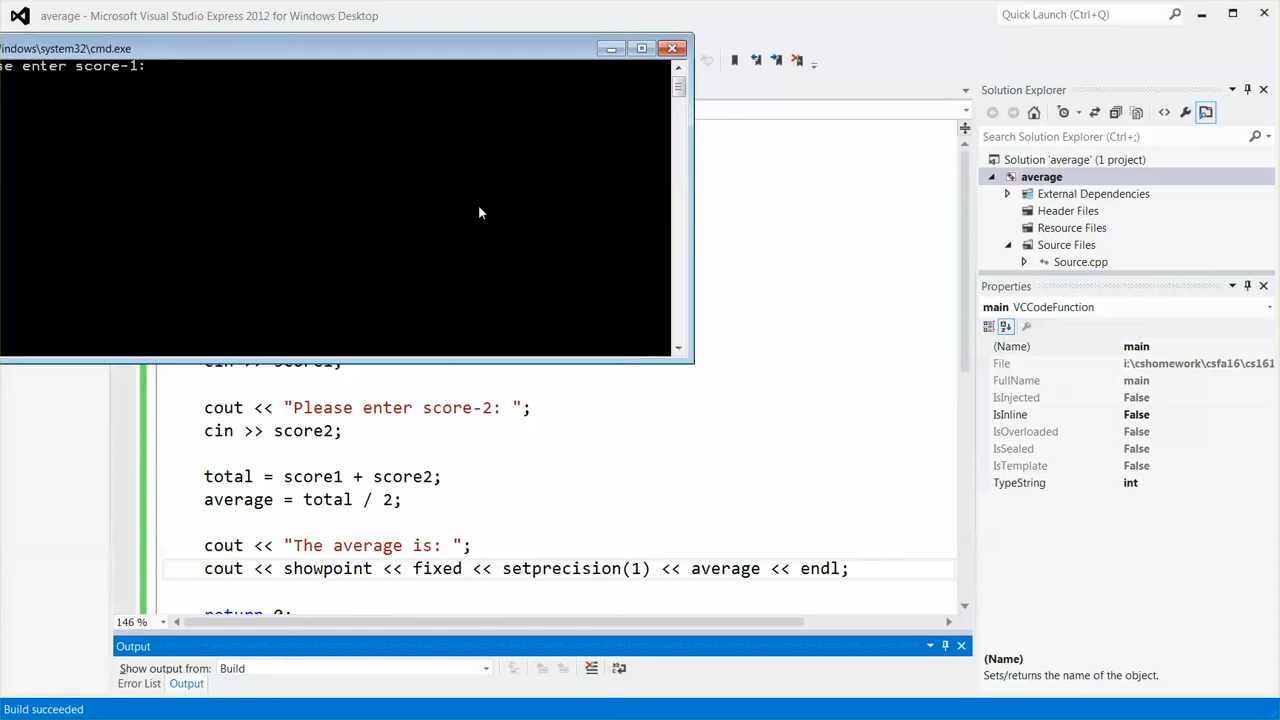 average - Microsoft Visual Studio Express 2012 for Windows Desktop
Quick Launch (Ctrl+Q)
indows\system32\cmd.exe
se enter score-1:
cout << "Please enter score-2: ";
cin >> score2;
total = score1 + score2;
average = total / 2;
cout << "The average is: ";
cout << showpoint << fixed << setprecision(1) << average << endl;
return 0;
146 %
Output
Show output from:
Build
Error List
Output
Build succeeded
Solution Explorer
Search Solution Explorer (Ctrl+;)
Solution 'average' (1 project)
average
External Dependencies
Header Files
Resource Files
Source Files
Source.cpp
Properties
main VCCodeFunction
(Name) main
File i:\cshomework\csfa16\cs161
FullName main
IsInjected False
IsInline False
IsOverloaded False
IsSealed False
IsTemplate False
TypeString int
(Name)
Sets/returns the name of the object.